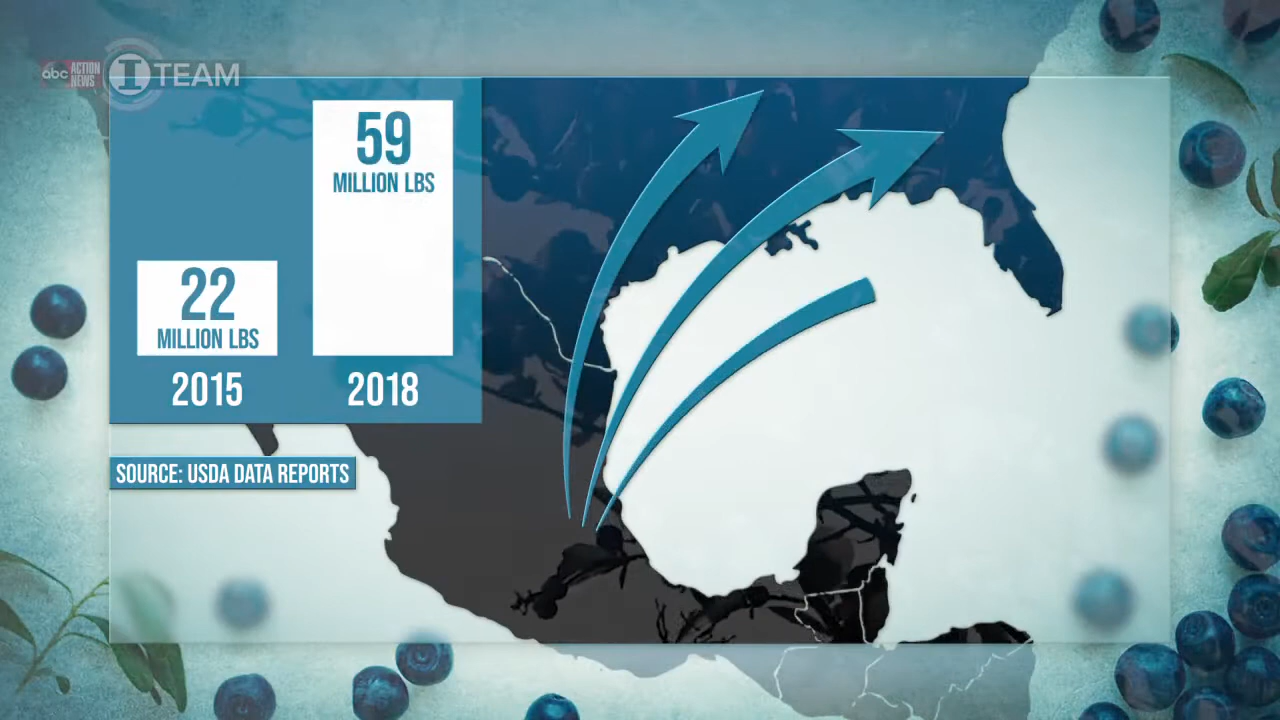 abc ACTION NEWS
I TEAM
59
MILLION LBS
22
MILLION LBS
2015
2018
SOURCE: USDA DATA REPORTS